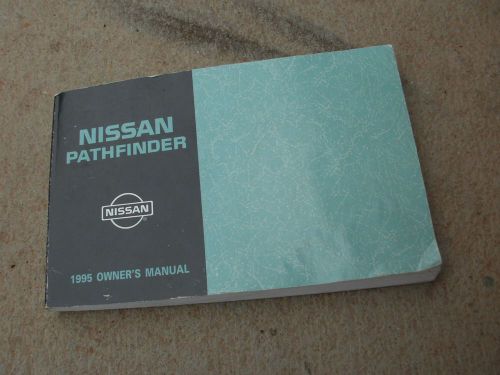 NISSAN
PATHFINDER
NISSAN
1995 OWNER'S MANUAL